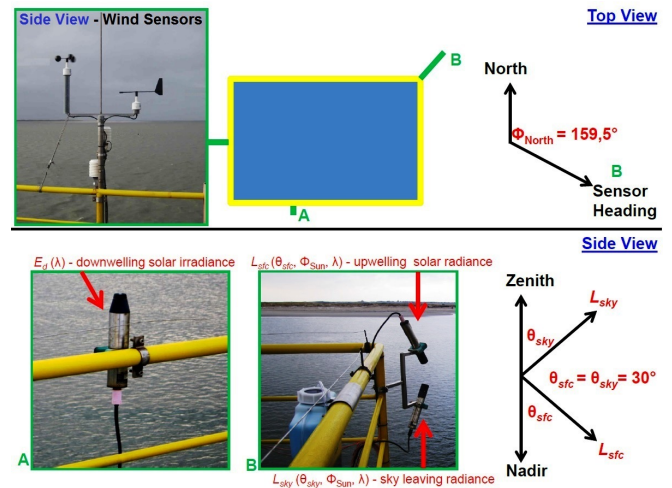 Side View - Wind Sensors
Top View
B
North
ΦNorth = 159,5°
B
Sensor
Heading
A
Side View
Ed (λ) - downwelling solar irradiance
Lsfc (θsfc, ΦSun, λ) - upwelling solar radiance
Zenith
Lsky
θsky
θsfc = θsky = 30°
θsfc
Lsfc
Nadir
A
B
Lsky (θsky, ΦSun, λ) - sky leaving radiance